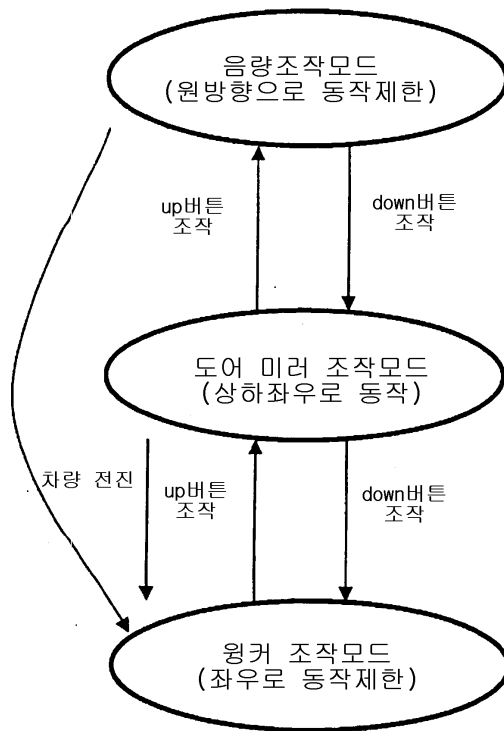 음량조작모드
(원방향으로 동작제한)
up버튼
조작
down버튼
조작
도어 미러 조작모드
(상하좌우로 동작)
차량 전진
up버튼
조작
down버튼
조작
윙커 조작모드
(좌우로 동작제한)